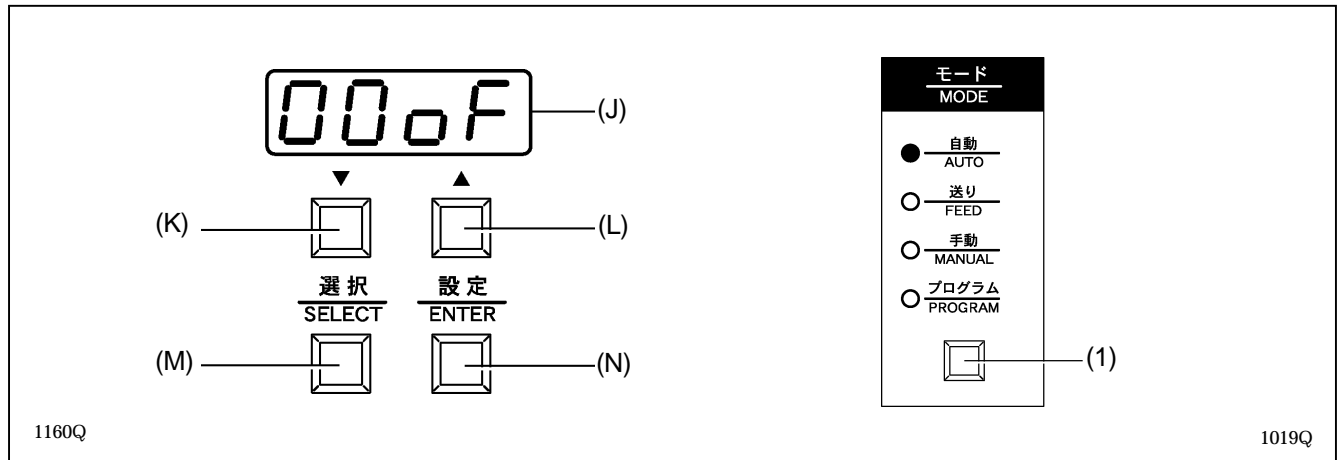 00oF
(J)
▼ ▲
(K)
(L)
選択 設定
SELECT ENTER
(M)
(N)
1160Q
モード
MODE
自動
AUTO
送り
FEED
手動
MANUAL
プログラム
PROGRAM
(1)
1019Q